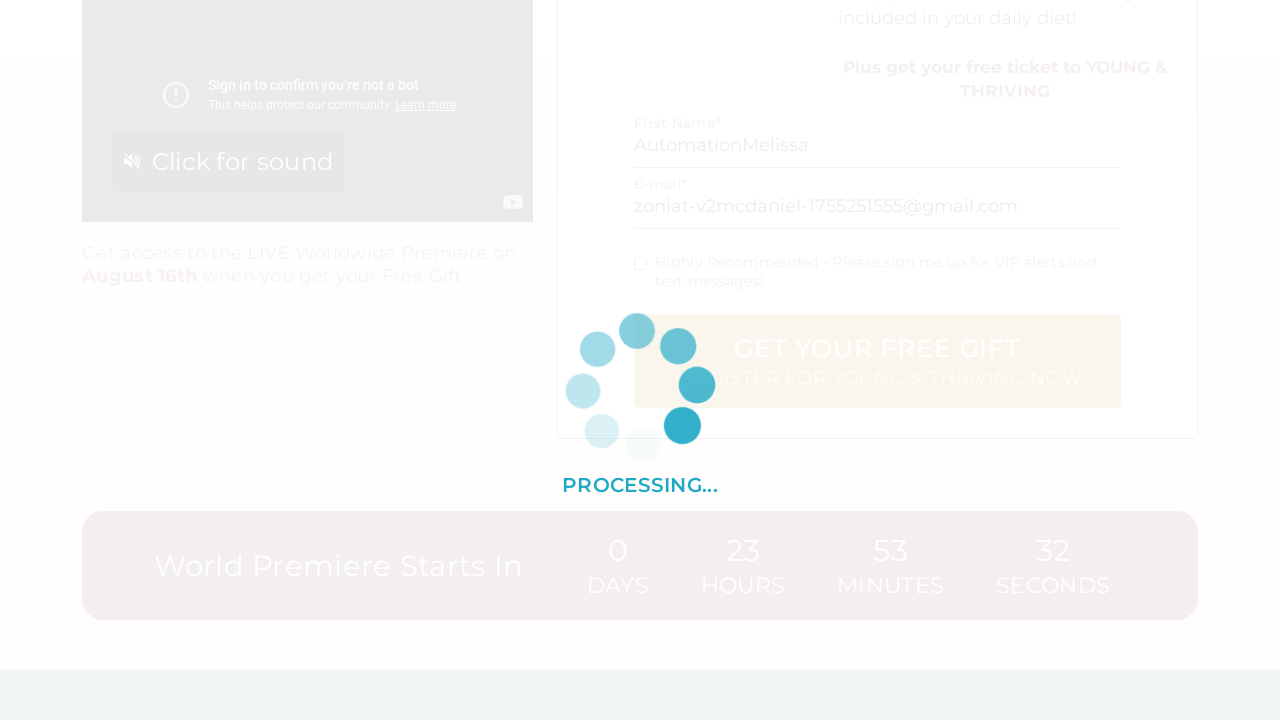 Sign in to confirm you're not a bot
This helps protect our community. Learn more
Click for sound
Get access to the LIVE Worldwide Premiere on
August 16th when you get your Free Gift
included in your daily diet!
Plus get your free ticket to YOUNG &
THRIVING
First Name*
AutomationMelissa
E-mail*
zoniat-v2mcdaniel-1755251555@gmail.com
Highly Recommended - Please sign me up for VIP alerts and
text messages!
GET YOUR FREE GIFT
REGISTER FOR YOUNG & THRIVING NOW
PROCESSING...
World Premiere Starts In
0 23 53 32
DAYS HOURS MINUTES SECONDS